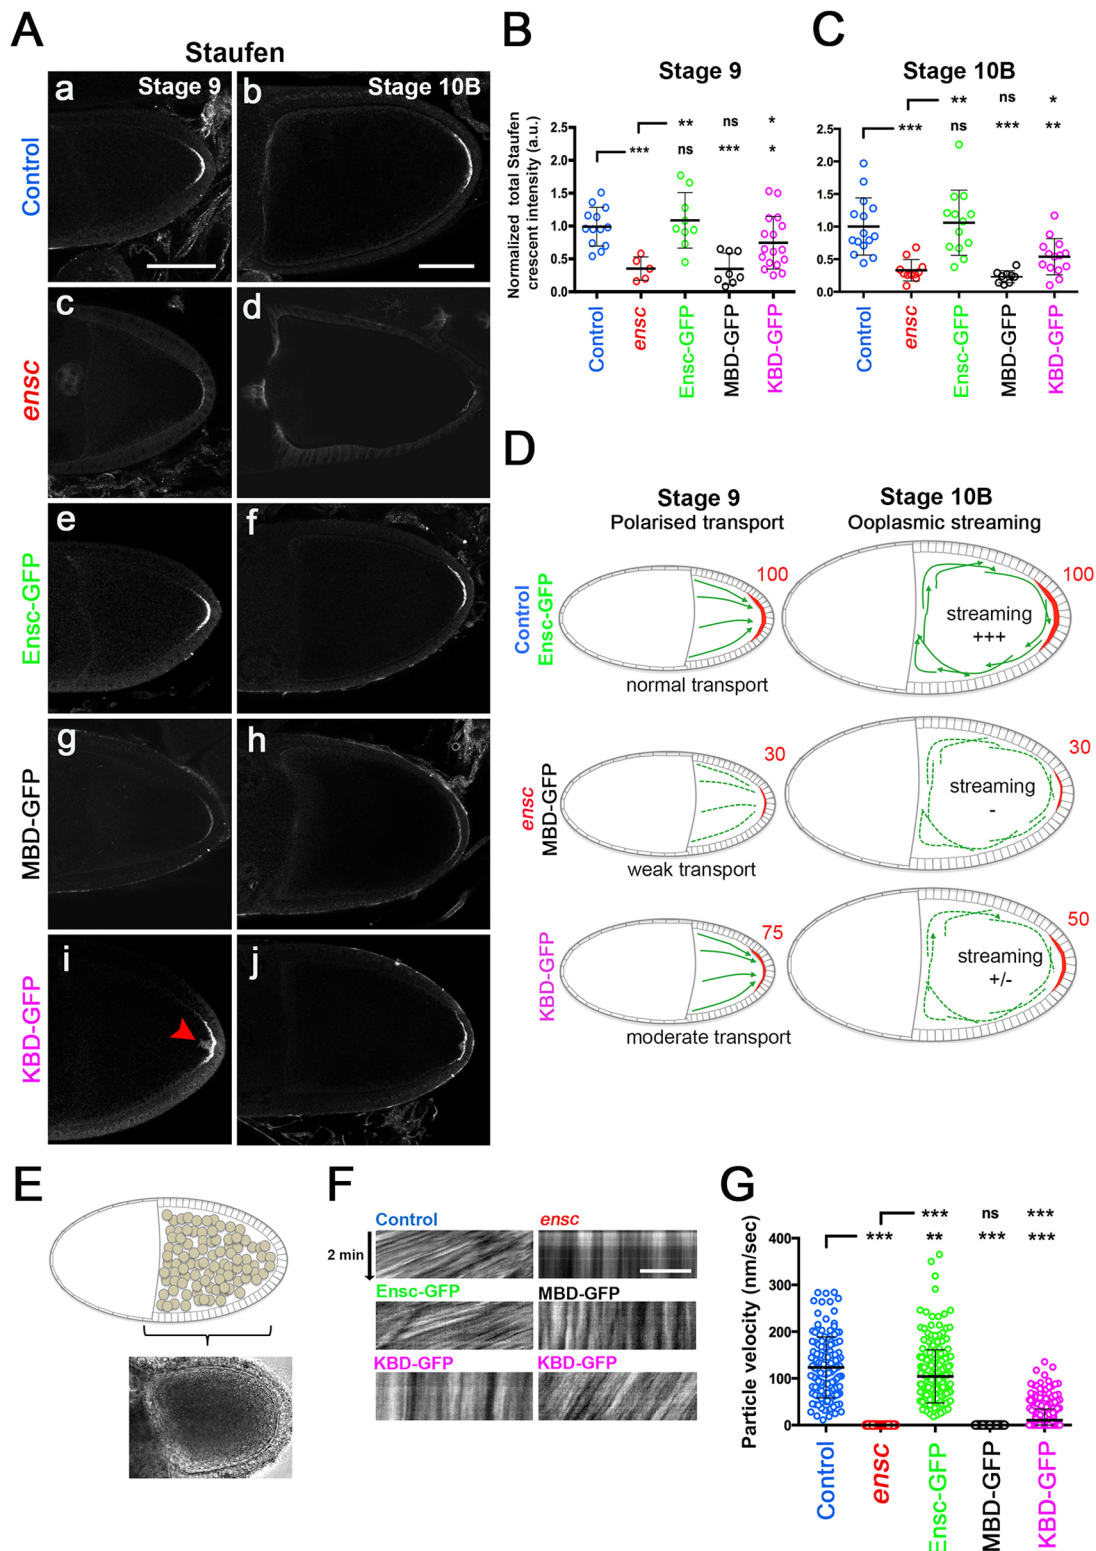 A
Staufen
a
Stage 9
b
Stage 10B
Control
c
d
ensc
e
f
Ensc-GFP
g
h
MBD-GFP
i
j
KBD-GFP
B
Stage 9
** ns *
*** ns *** *
Normalized total Staufen
crescent intensity (a.u.)
2.5
2.0
1.5
1.0
0.5
0.0
Control
ensc
Ensc-GFP
MBD-GFP
KBD-GFP
C
Stage 10B
** ns *
*** ns *** **
2.5
2.0
1.5
1.0
0.5
0.0
Control
ensc
Ensc-GFP
MBD-GFP
KBD-GFP
D
Stage 9
Polarised transport
Stage 10B
Ooplasmic streaming
Control
Ensc-GFP
100
normal transport
100
streaming
+++
ensc
MBD-GFP
30
weak transport
30
streaming
-
KBD-GFP
75
moderate transport
50
streaming
+/-
E
F
Control
ensc
2 min
Ensc-GFP
MBD-GFP
KBD-GFP
KBD-GFP
G
*** ns ***
*** ** *** ***
Particle velocity (nm/sec)
400
300
200
100
0
Control
ensc
Ensc-GFP
MBD-GFP
KBD-GFP